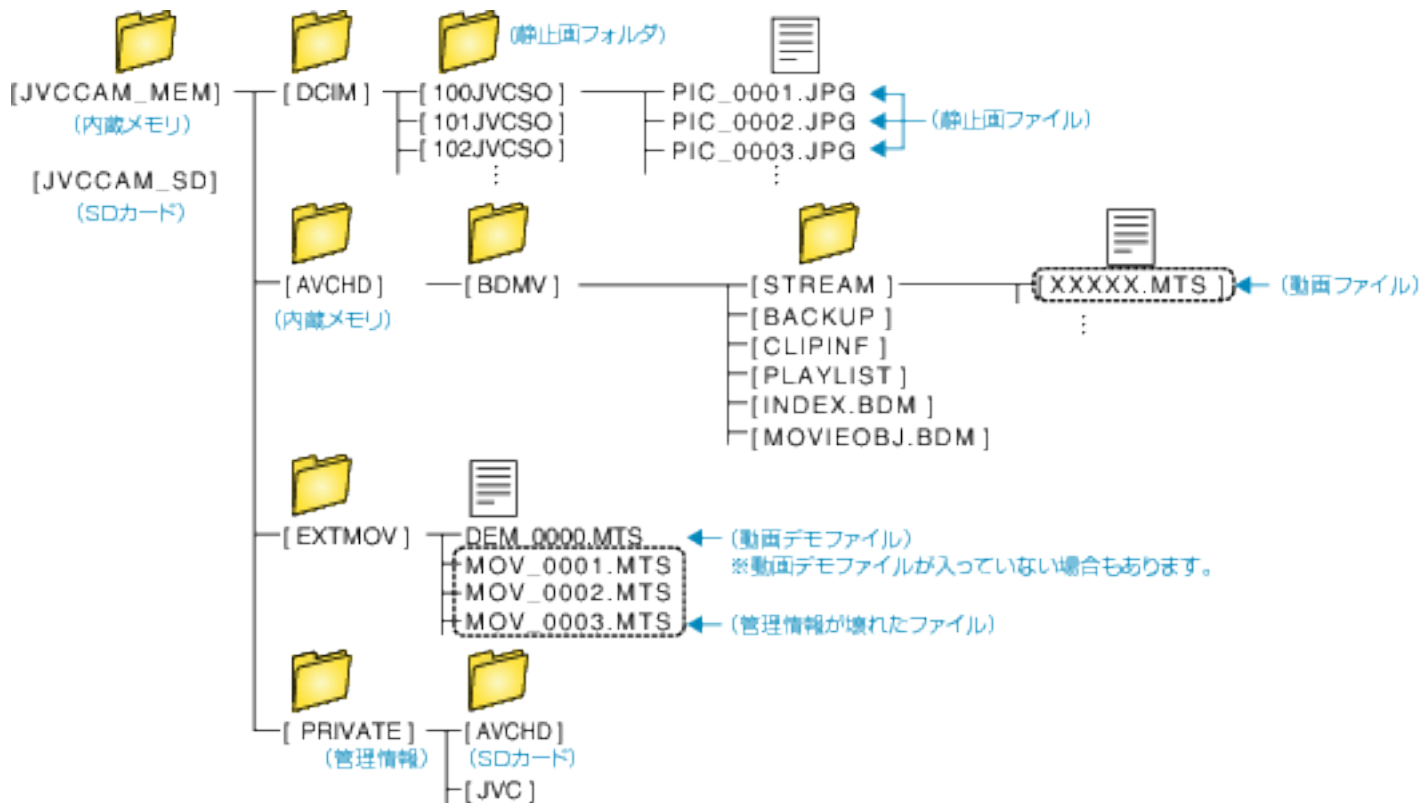 (静止画フォルダ)
[JVCCAM_MEM] [DCIM] [100JVCSO] PIC_0001.JPG
(内蔵メモリ) [101JVCSO] PIC_0002.JPG (静止画ファイル)
[102JVCSO] PIC_0003.JPG
[JVCCAM_SD]
(SDカード)
[AVCHD] [BDMV] [STREAM] [XXXXX.MTS] (動画ファイル)
(内蔵メモリ) [BACKUP]
[CLIPINF]
[PLAYLIST]
[INDEX.BDM]
[MOVIEOBJ.BDM]
[EXTMOV] DEM_0000.MTS (動画デモファイル)
MOV_0001.MTS ※動画デモファイルが入っていない場合もあります。
MOV_0002.MTS
MOV_0003.MTS (管理情報が壊れたファイル)
[PRIVATE] [AVCHD]
(管理情報) (SDカード)
[JVC]